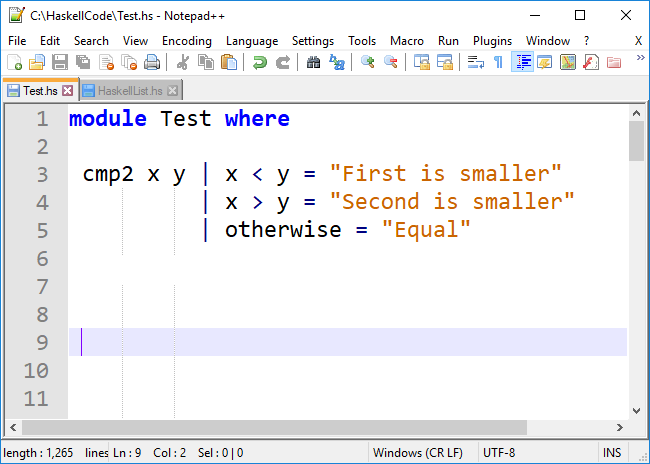 C:\HaskellCode\Test.hs - Notepad++
File Edit Search View Encoding Language Settings Tools Macro Run Plugins Window ? X
Test.hs HaskellList.hs
1 module Test where
2
3 cmp2 x y | x < y = "First is smaller"
4 | x > y = "Second is smaller"
5 | otherwise = "Equal"
6
7
8
9
10
11
length : 1,265 lines Ln : 9 Col : 2 Sel : 0 | 0 Windows (CR LF) UTF-8 INS